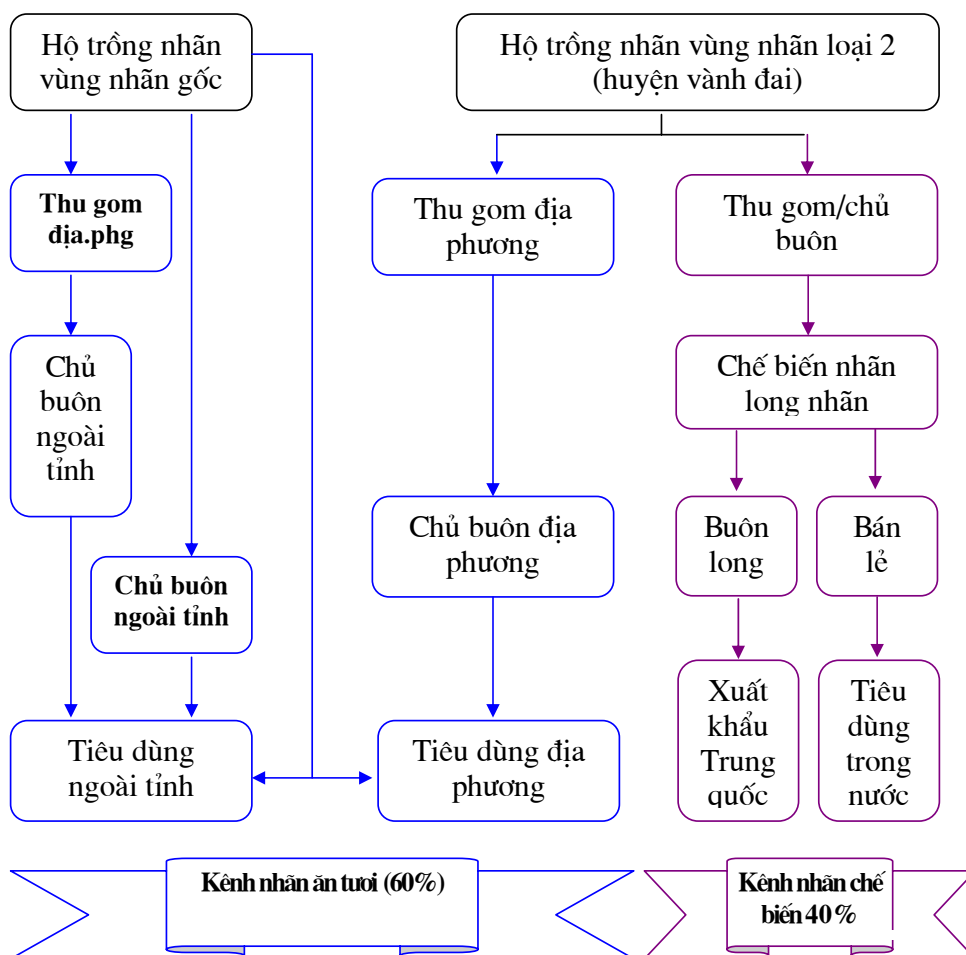 Hộ trồng nhãn
vùng nhãn gốc
Hộ trồng nhãn vùng nhãn loại 2
(huyện vành đai)
Thu gom
địa.phg
Thu gom địa
phương
Thu gom/chủ
buôn
Chủ
buôn
ngoài
tỉnh
Chế biến nhãn
long nhãn
Chủ buôn địa
phương
Buôn
long
Bán
lẻ
Chủ buôn
ngoài tỉnh
Xuất
khẩu
Trung
quốc
Tiêu
dùng
trong
nước
Tiêu dùng
ngoài tỉnh
Tiêu dùng địa
phương
Kênh nhãn ăn tươi (60%)
Kênh nhãn chế
biến 40%